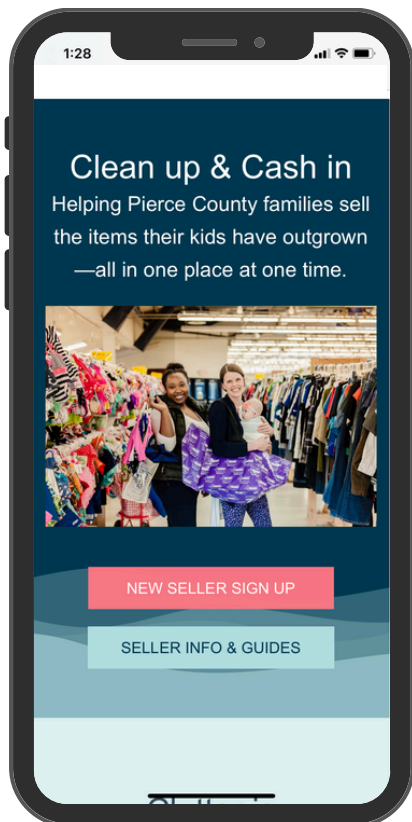 1:28
Clean up & Cash in
Helping Pierce County families sell
the items their kids have outgrown
—all in one place at one time.
NEW SELLER SIGN UP
SELLER INFO & GUIDES